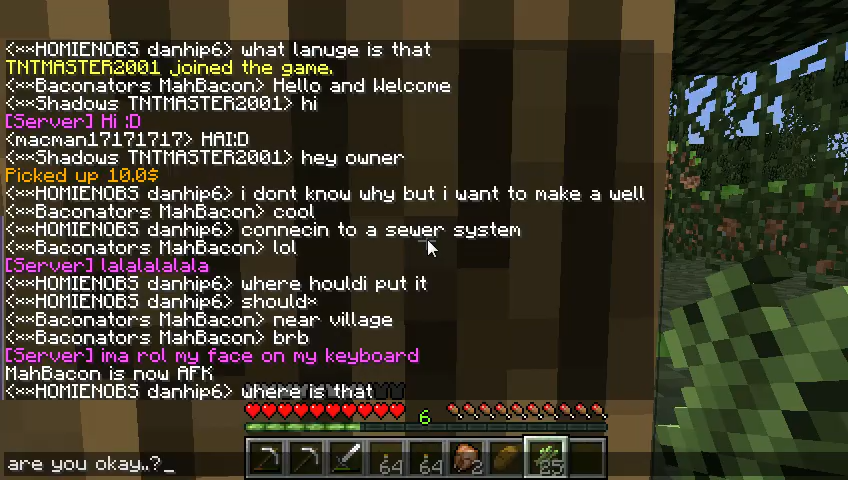 <**HOMIENOBS danhip6> what lanuge is that
TNTMASTER2001 joined the game.
<**Baconators MahBacon> Hello and Welcome
<**Shadows TNTMASTER2001> hi
[Server] Hi :D
<macman17171717> HAI:D
<**Shadows TNTMASTER2001> hey owner
Picked up 10.0$
<**HOMIENOBS danhip6> i dont know why but i want to make a well
<**Baconators MahBacon> cool
<**HOMIENOBS danhip6> connecin to a sewer system
<**Baconators MahBacon> lol
[Server] lalalalalala
<**HOMIENOBS danhip6> where houldi put it
<**HOMIENOBS danhip6> should*
<**Baconators MahBacon> near village
<**Baconators MahBacon> brb
[Server] ima rol my face on my keyboard
MahBacon is now AFK
<**HOMIENOBS danhip6> where is that
6
64 64 2 25
are you okay..?_